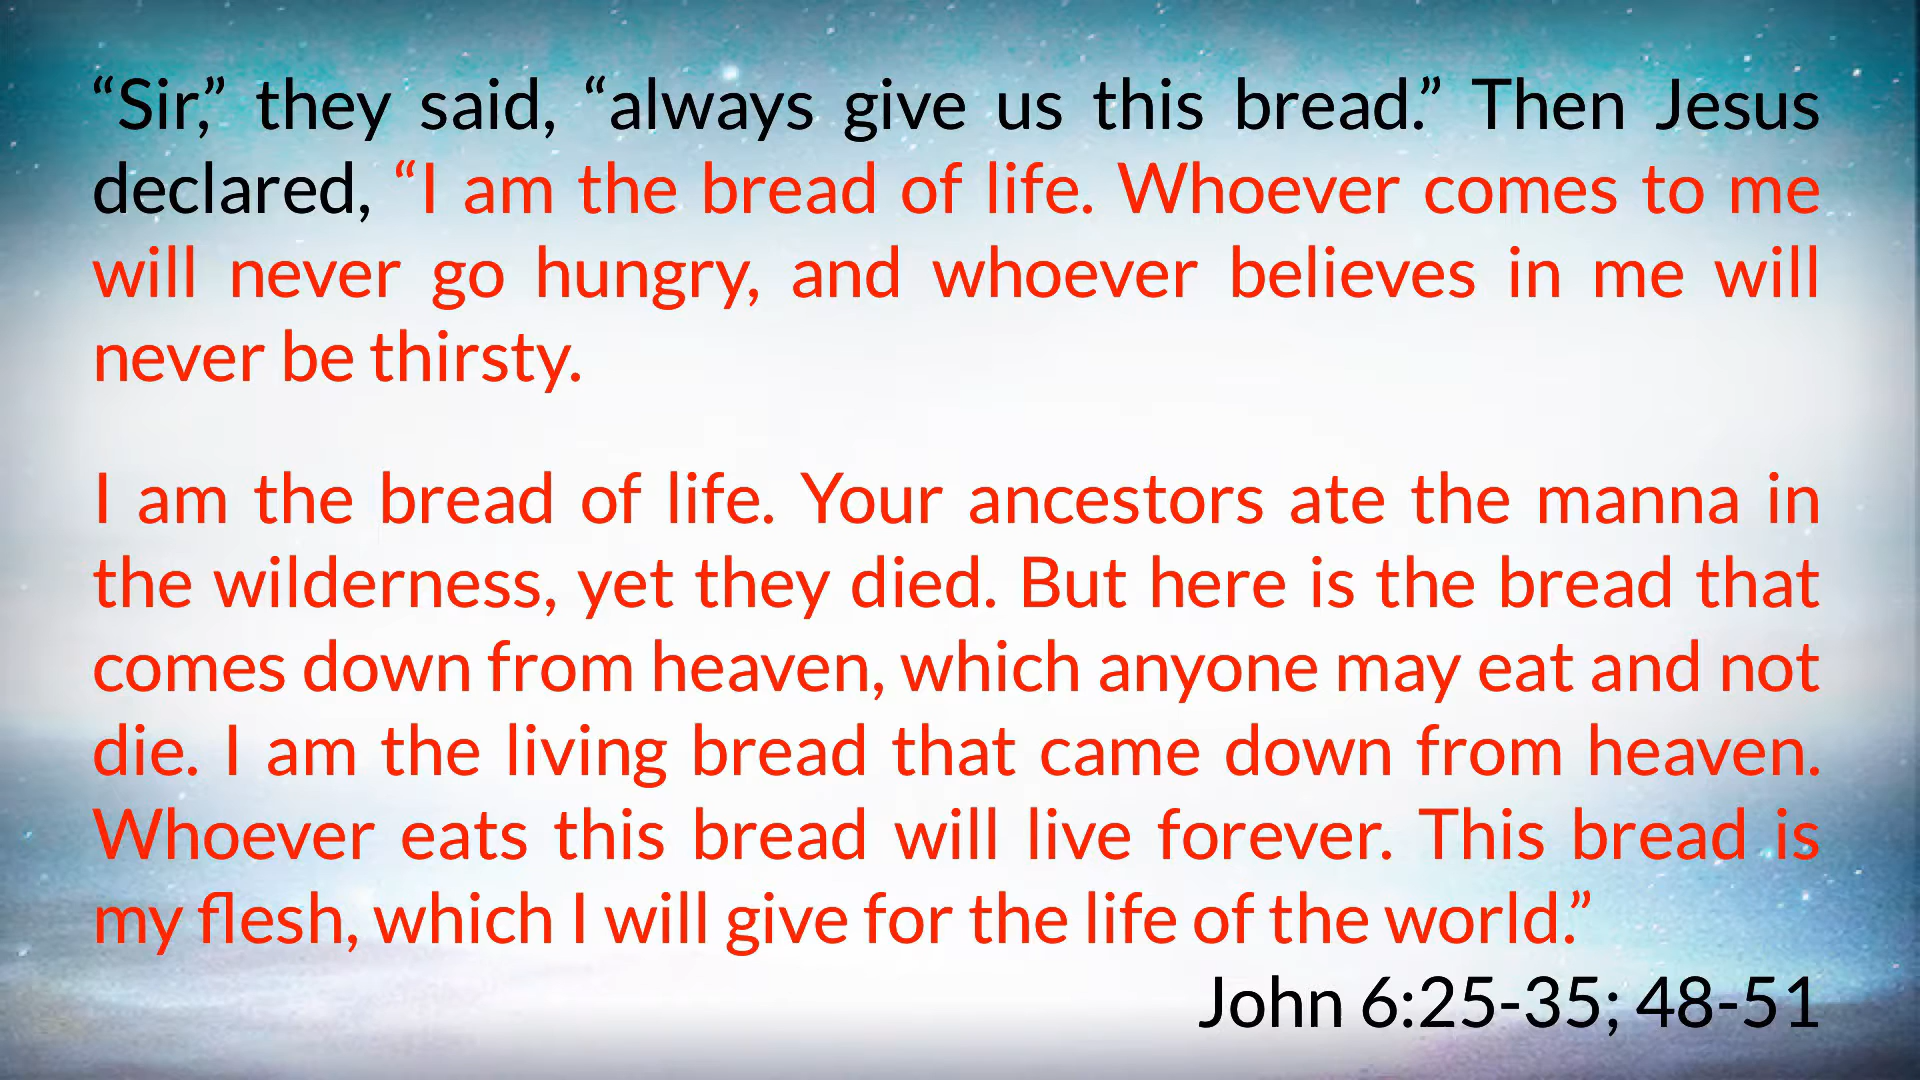 “Sir,” they said, “always give us this bread.” Then Jesus
declared, “I am the bread of life. Whoever comes to me
will never go hungry, and whoever believes in me will
never be thirsty.
I am the bread of life. Your ancestors ate the manna in
the wilderness, yet they died. But here is the bread that
comes down from heaven, which anyone may eat and not
die. I am the living bread that came down from heaven.
Whoever eats this bread will live forever. This bread is
my flesh, which I will give for the life of the world.”
John 6:25-35; 48-51